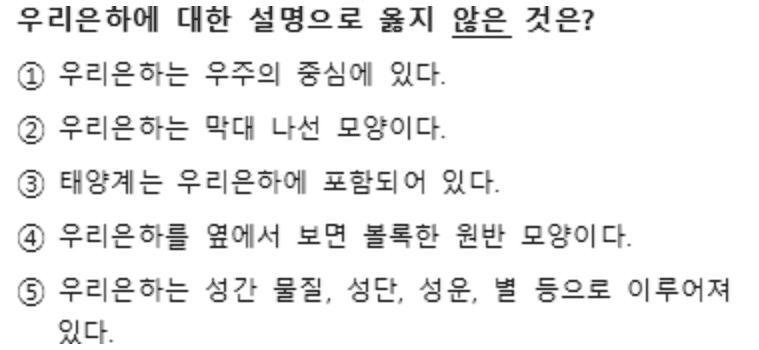 우리은하에 대한 설명으로 옳지 않은 것은?
① 우리은하는 우주의 중심에 있다.
② 우리은하는 막대 나선 모양이다.
③ 태양계는 우리은하에 포함되어 있다.
④ 우리은하를 옆에서 보면 볼록한 원반 모양이다.
⑤ 우리은하는 성간 물질, 성단, 성운, 별 등으로 이루어져
있다.